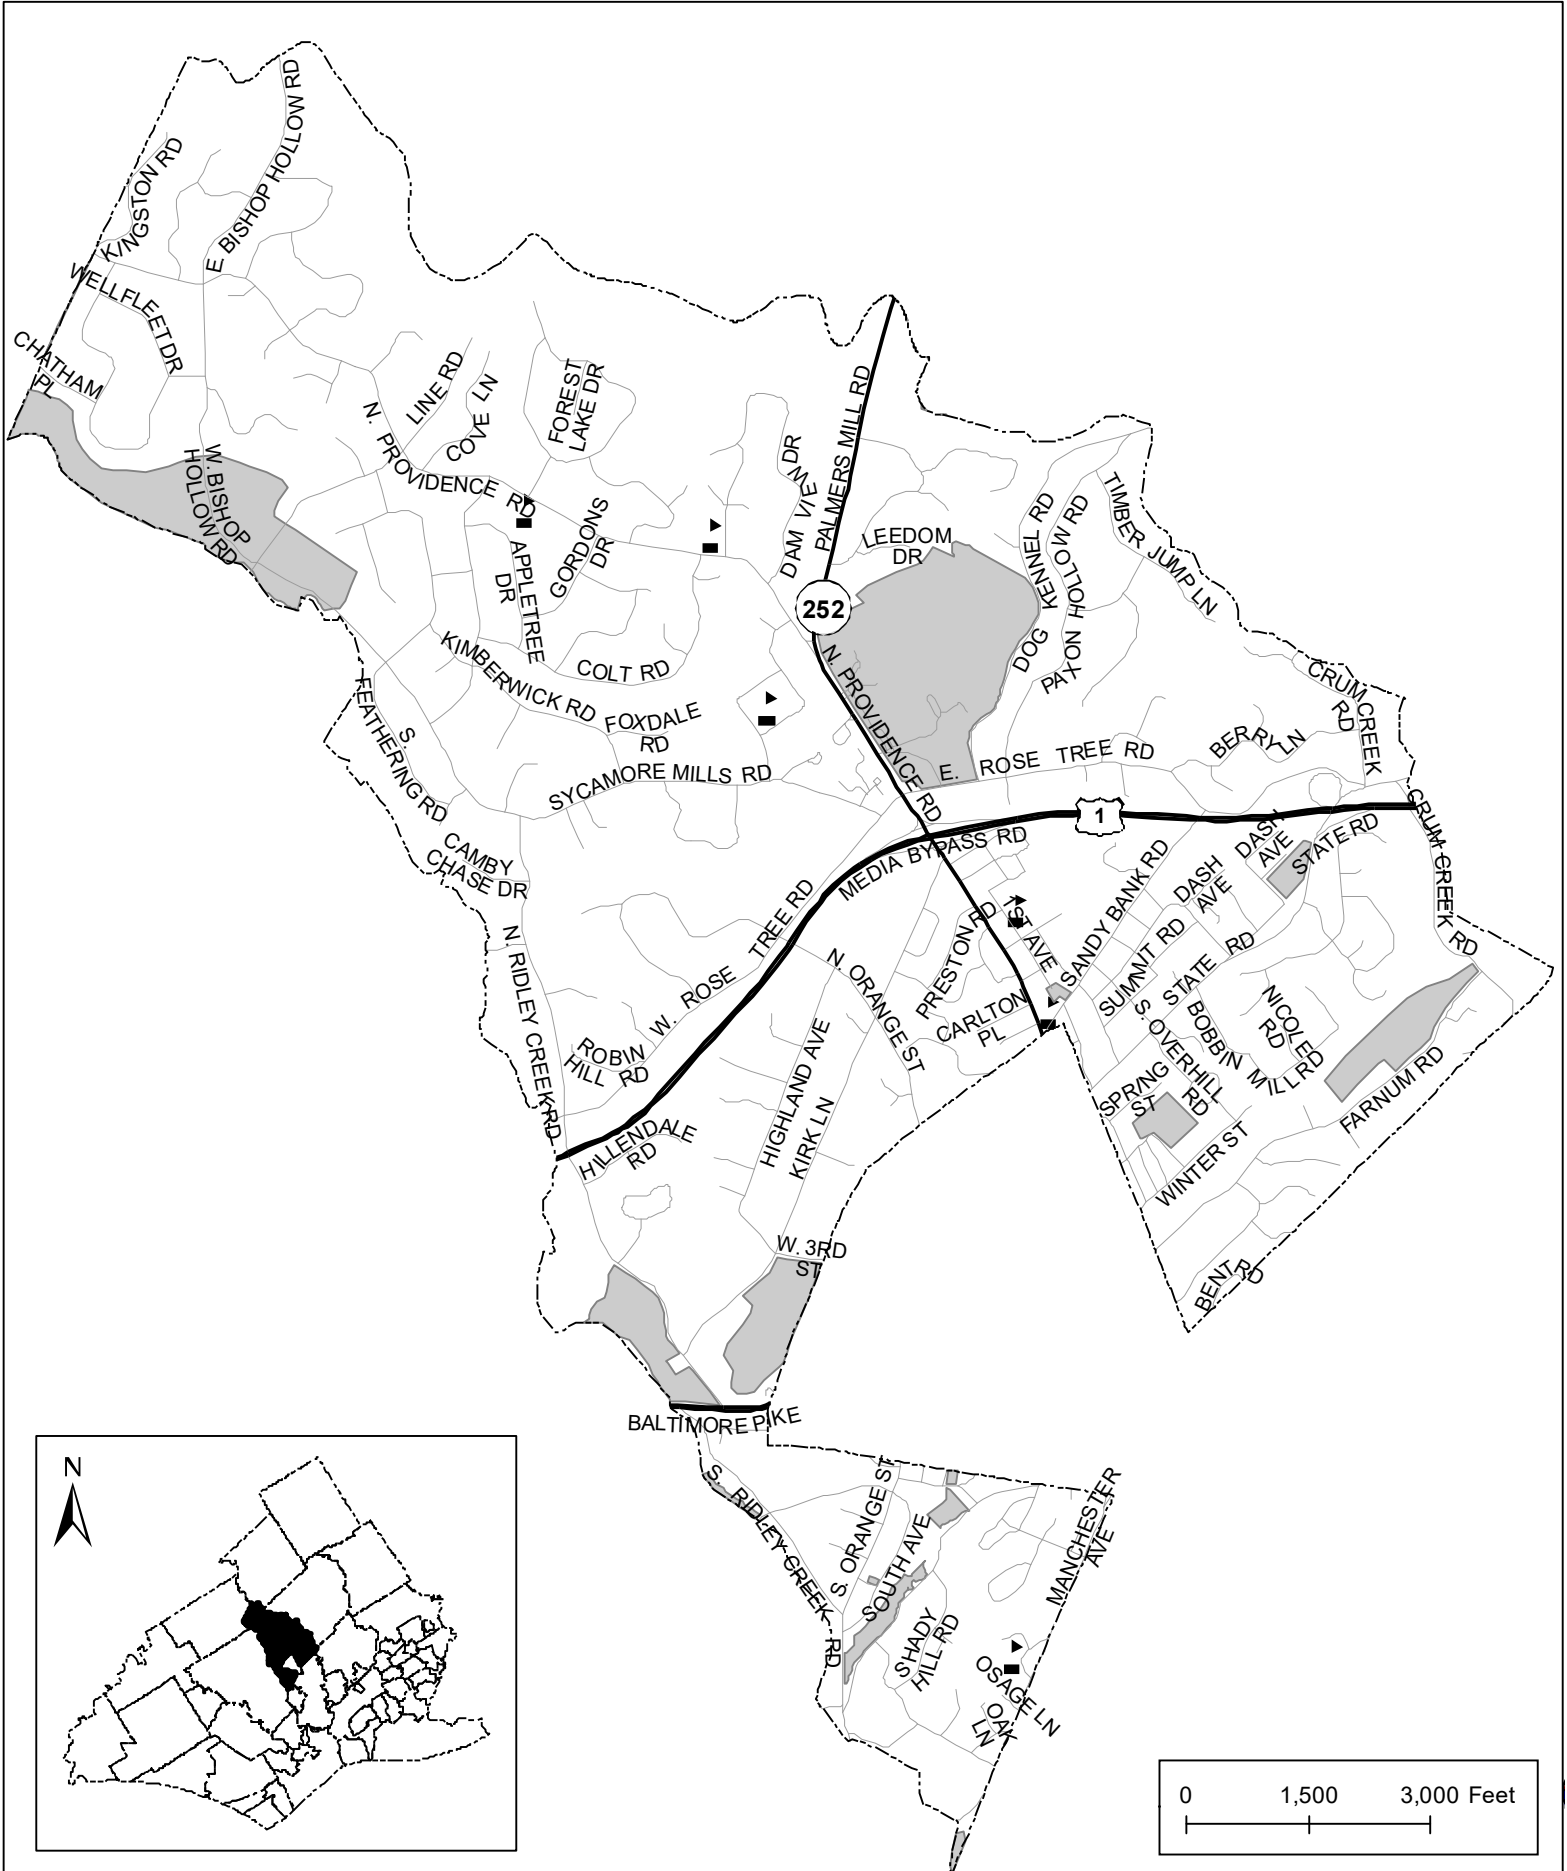 E. BISHOP HOLLOW RD
KINGSTON RD
WELLFLEET DR
CHATHAM
PL
W. BISHOP
HOLLOW RD
N. PROVIDENCE RD
LINE RD
COVE LN
FOREST
LAKE DR
DAM VIEW DR
PALMERS MILL RD
LEEDOM
DR
DOG KENNEL RD
PAXON HOLLOW RD
TIMBER JUMP LN
APPLETREE
DR
GORDONS
DR
252
KIMBERWICK RD
COLT RD
FOXDALE
RD
S.
FEATHERING RD
SYCAMORE MILLS RD
N. PROVIDENCE RD
E. ROSE TREE RD
BERRY LN
CRUM CREEK
RD
1
CRUM CREEK RD
CAMBY
CHASE DR
MEDIA BYPASS RD
DASH
AVE
STATE RD
DASH
AVE
SANDY BANK RD
1ST AVE
PRESTON RD
W. ROSE TREE RD
N. ORANGE ST
SUMMIT RD
STATE RD
N. RIDLEY CREEK RD
CARLTON
PL
S. OVERHILL
RD
BOBBIN MILL RD
NICOLE
RD
ROBIN
HILL RD
HIGHLAND AVE
KIRK LN
SPRING
ST
FARNUM RD
HILLENDALE
RD
WINTER ST
W. 3RD
ST
BENT RD
BALTIMORE PIKE
S. RIDLEY CREEK RD
S. ORANGE ST
SOUTH AVE
MANCHESTER
AVE
SHADY
HILL RD
OSAGE LN
OAK
LN
N
0 1,500 3,000 Feet